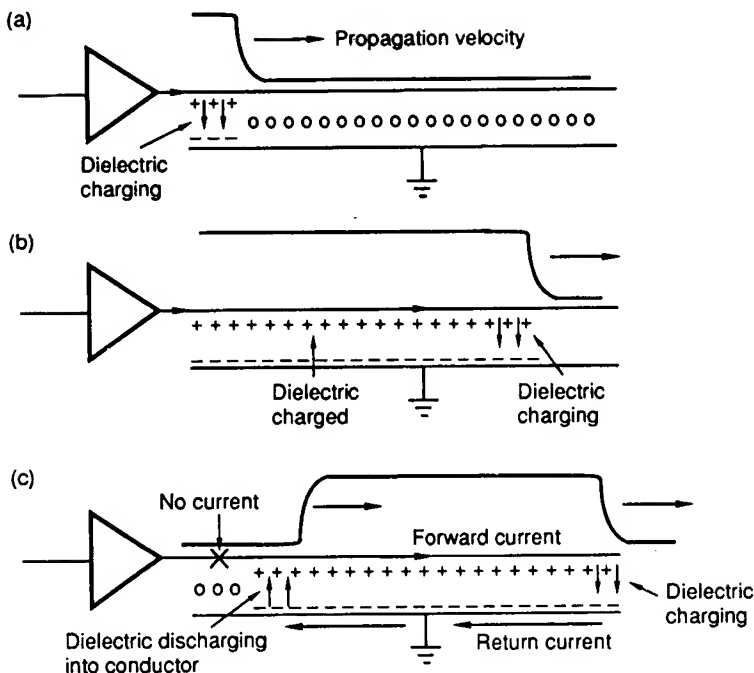 (a)
Propagation velocity
+ + +
o o o o o o o o o o o o o o o o o o o o
Dielectric
charging
(b)
+ + + + + + + + + + + + + + + + + + +
Dielectric
charged
Dielectric
charging
(c)
No current
Forward current
+ + + + + + + + + + + + + + + + + + + +
o o o
Dielectric
charging
Dielectric discharging
into conductor
Return current